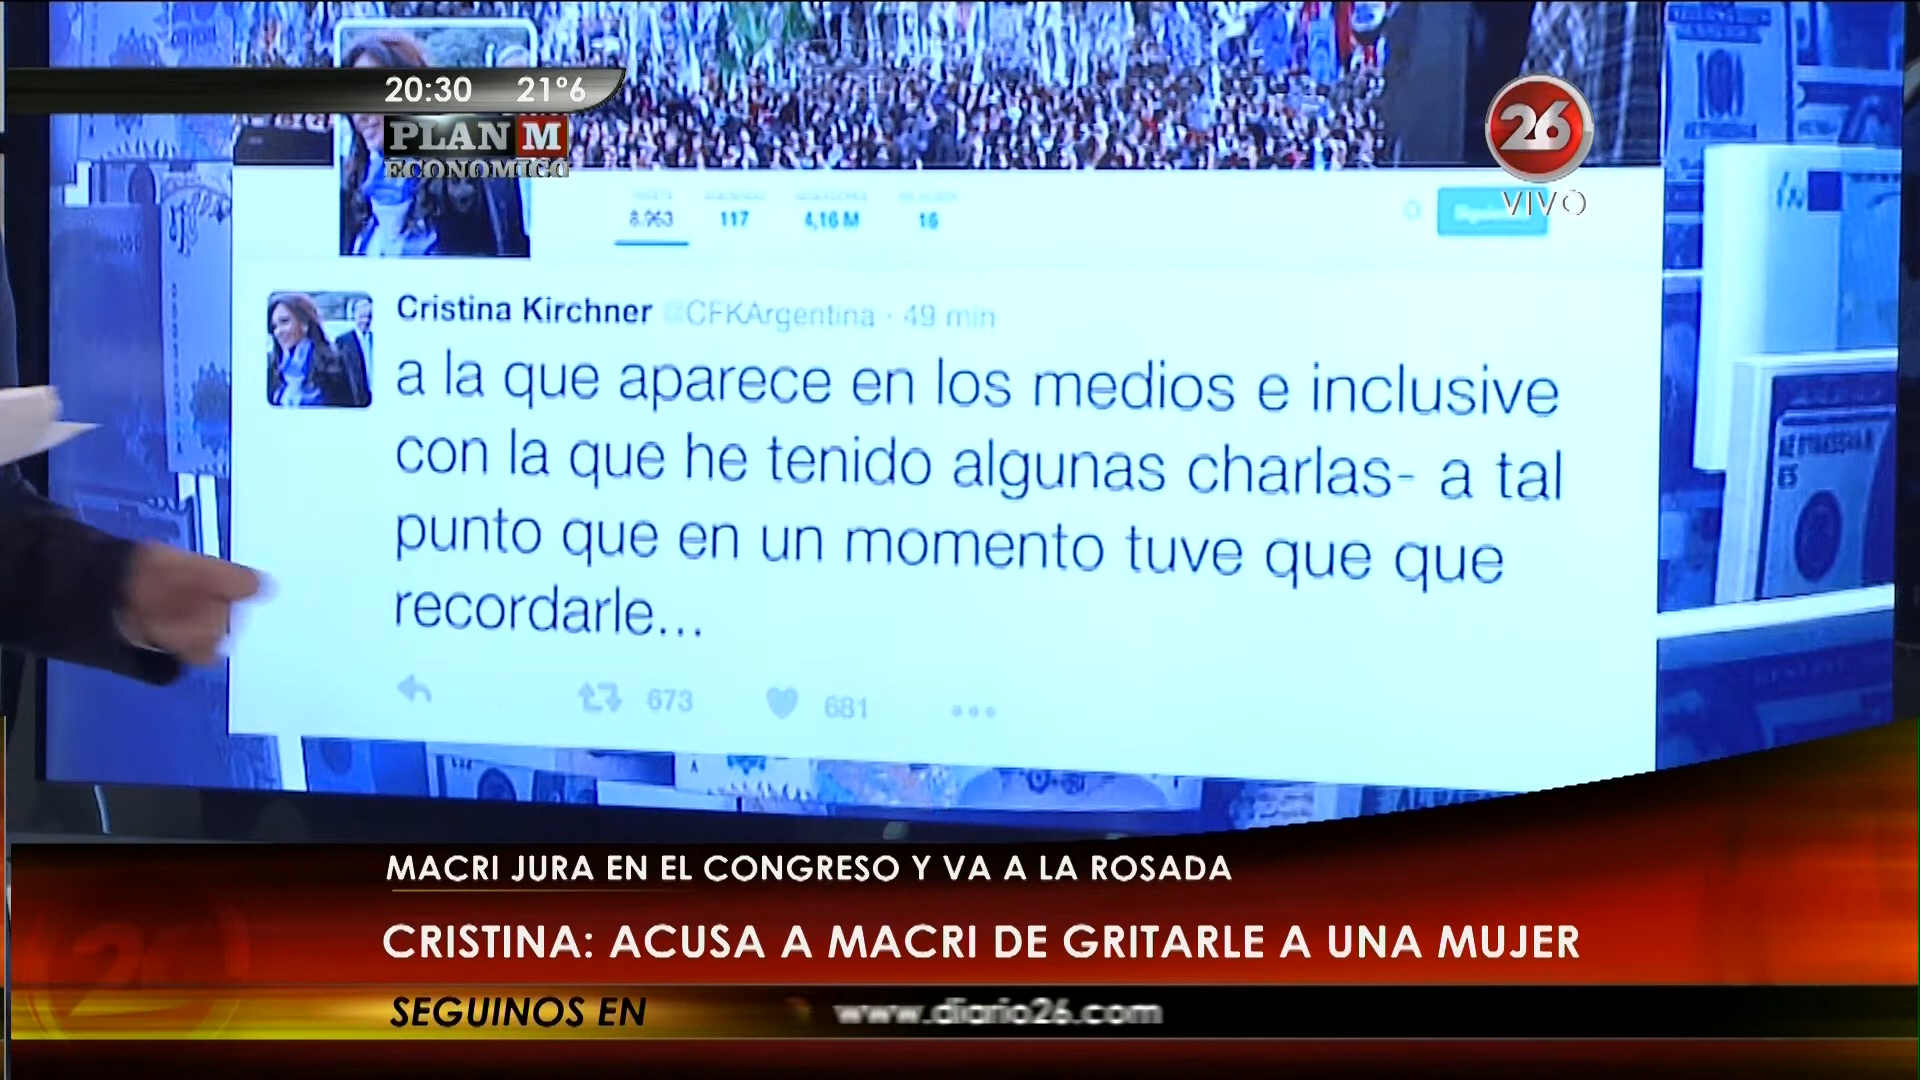 20:30 21°6
PLAN M
ECONOMICO
26
VIVO
8.963 117 4,16 M 16
Cristina Kirchner @CFKArgentina · 49 min
a la que aparece en los medios e inclusive
con la que he tenido algunas charlas- a tal
punto que en un momento tuve que que
recordarle...
673 681
MACRI JURA EN EL CONGRESO Y VA A LA ROSADA
CRISTINA: ACUSA A MACRI DE GRITARLE A UNA MUJER
SEGUINOS EN www.diario26.com